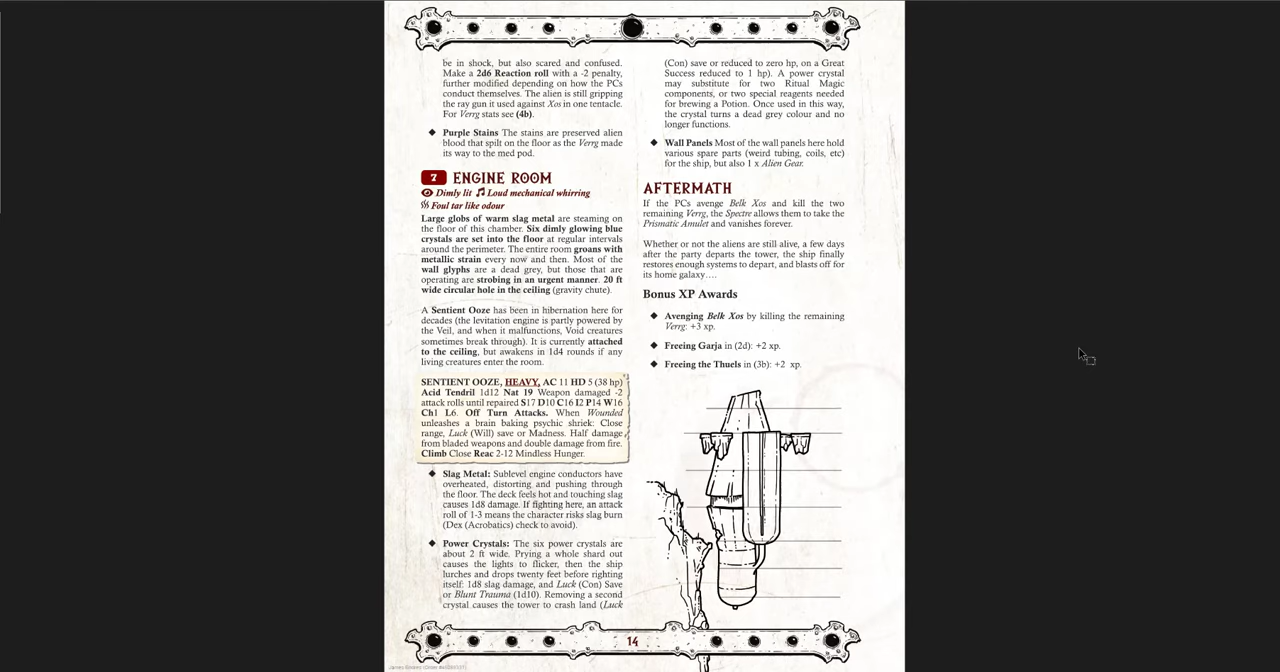 be in shock, but also scared and confused.
Make a 2d6 Reaction roll with a -2 penalty,
further modified depending on how the PCs
conduct themselves. The alien is still gripping
the ray gun it used against Xos in one tentacle.
For Verrg stats see (4b).
Purple Stains The stains are preserved alien
blood that spilt on the floor as the Verrg made
its way to the med pod.
7 ENGINE ROOM
Dimly lit Loud mechanical whirring
Foul tar like odour
Large globs of warm slag metal are steaming on
the floor of this chamber. Six dimly glowing blue
crystals are set into the floor at regular intervals
around the perimeter. The entire room groans with
metallic strain every now and then. Most of the
wall glyphs are a dead grey, but those that are
operating are strobing in an urgent manner. 20 ft
wide circular hole in the ceiling (gravity chute).
A Sentient Ooze has been in hibernation here for
decades (the levitation engine is partly powered by
the Veil, and when it malfunctions, Void creatures
sometimes break through). It is currently attached
to the ceiling, but awakens in 1d4 rounds if any
living creatures enter the room.
SENTIENT OOZE, HEAVY, AC 11 HD 5 (38 hp)
Acid Tendril 1d12 Nat 19 Weapon damaged -2
attack rolls until repaired S17 D10 C16 I2 P14 W16
Ch1 L6. Off Turn Attacks. When Wounded
unleashes a brain baking psychic shriek: Close
range, Luck (Will) save or Madness. Half damage
from bladed weapons and double damage from fire.
Climb Close Reac 2-12 Mindless Hunger.
Slag Metal: Sublevel engine conductors have
overheated, distorting and pushing through
the floor. The deck feels hot and touching slag
causes 1d8 damage. If fighting here, an attack
roll of 1-3 means the character risks slag burn
(Dex (Acrobatics) check to avoid).
Power Crystals: The six power crystals are
about 2 ft wide. Prying a whole shard out
causes the lights to flicker, then the ship
lurches and drops twenty feet before righting
itself: 1d8 slag damage, and Luck (Con) Save
or Blunt Trauma (1d10). Removing a second
crystal causes the tower to crash land (Luck
(Con) save or reduced to zero hp, on a Great
Success reduced to 1 hp). A power crystal
may substitute for two Ritual Magic
components, or two special reagents needed
for brewing a Potion. Once used in this way,
the crystal turns a dead grey colour and no
longer functions.
Wall Panels Most of the wall panels here hold
various spare parts (weird tubing, coils, etc)
for the ship, but also 1 x Alien Gear.
AFTERMATH
If the PCs avenge Belk Xos and kill the two
remaining Verrg, the Spectre allows them to take the
Prismatic Amulet and vanishes forever.
Whether or not the aliens are still alive, a few days
after the party departs the tower, the ship finally
restores enough systems to depart, and blasts off for
its home galaxy….
Bonus XP Awards
Avenging Belk Xos by killing the remaining
Verrg: +3 xp.
Freeing Garja in (2d): +2 xp.
Freeing the Thuels in (3b): +2 xp.
14